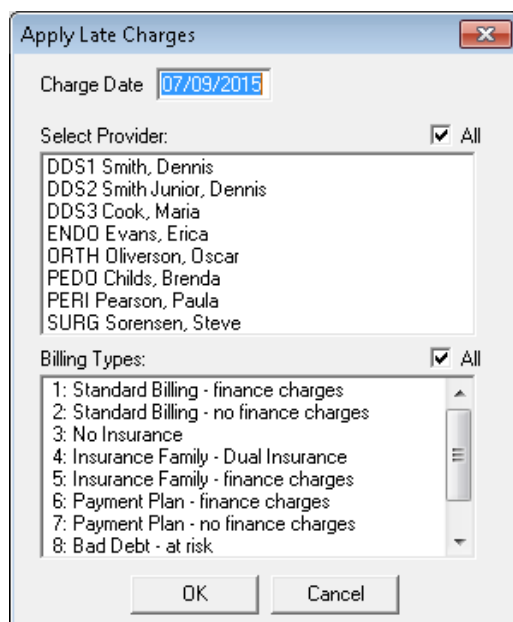 Apply Late Charges
Charge Date 07/09/2015
Select Provider: All
DDS1 Smith, Dennis
DDS2 Smith Junior, Dennis
DDS3 Cook, Maria
ENDO Evans, Erica
ORTH Oliverson, Oscar
PEDO Childs, Brenda
PERI Pearson, Paula
SURG Sorensen, Steve
Billing Types: All
1: Standard Billing - finance charges
2: Standard Billing - no finance charges
3: No Insurance
4: Insurance Family - Dual Insurance
5: Insurance Family - finance charges
6: Payment Plan - finance charges
7: Payment Plan - no finance charges
8: Bad Debt - at risk
OK Cancel